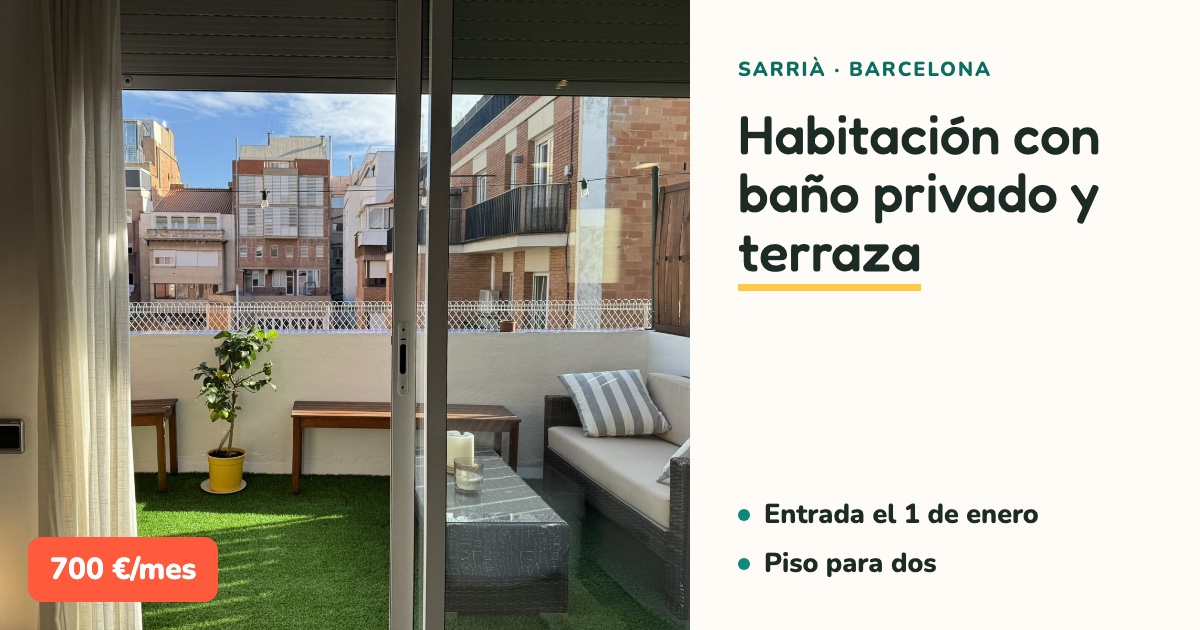 SARRIÀ · BARCELONA
Habitación con
baño privado y
terraza
Entrada el 1 de enero
Piso para dos
700 €/mes